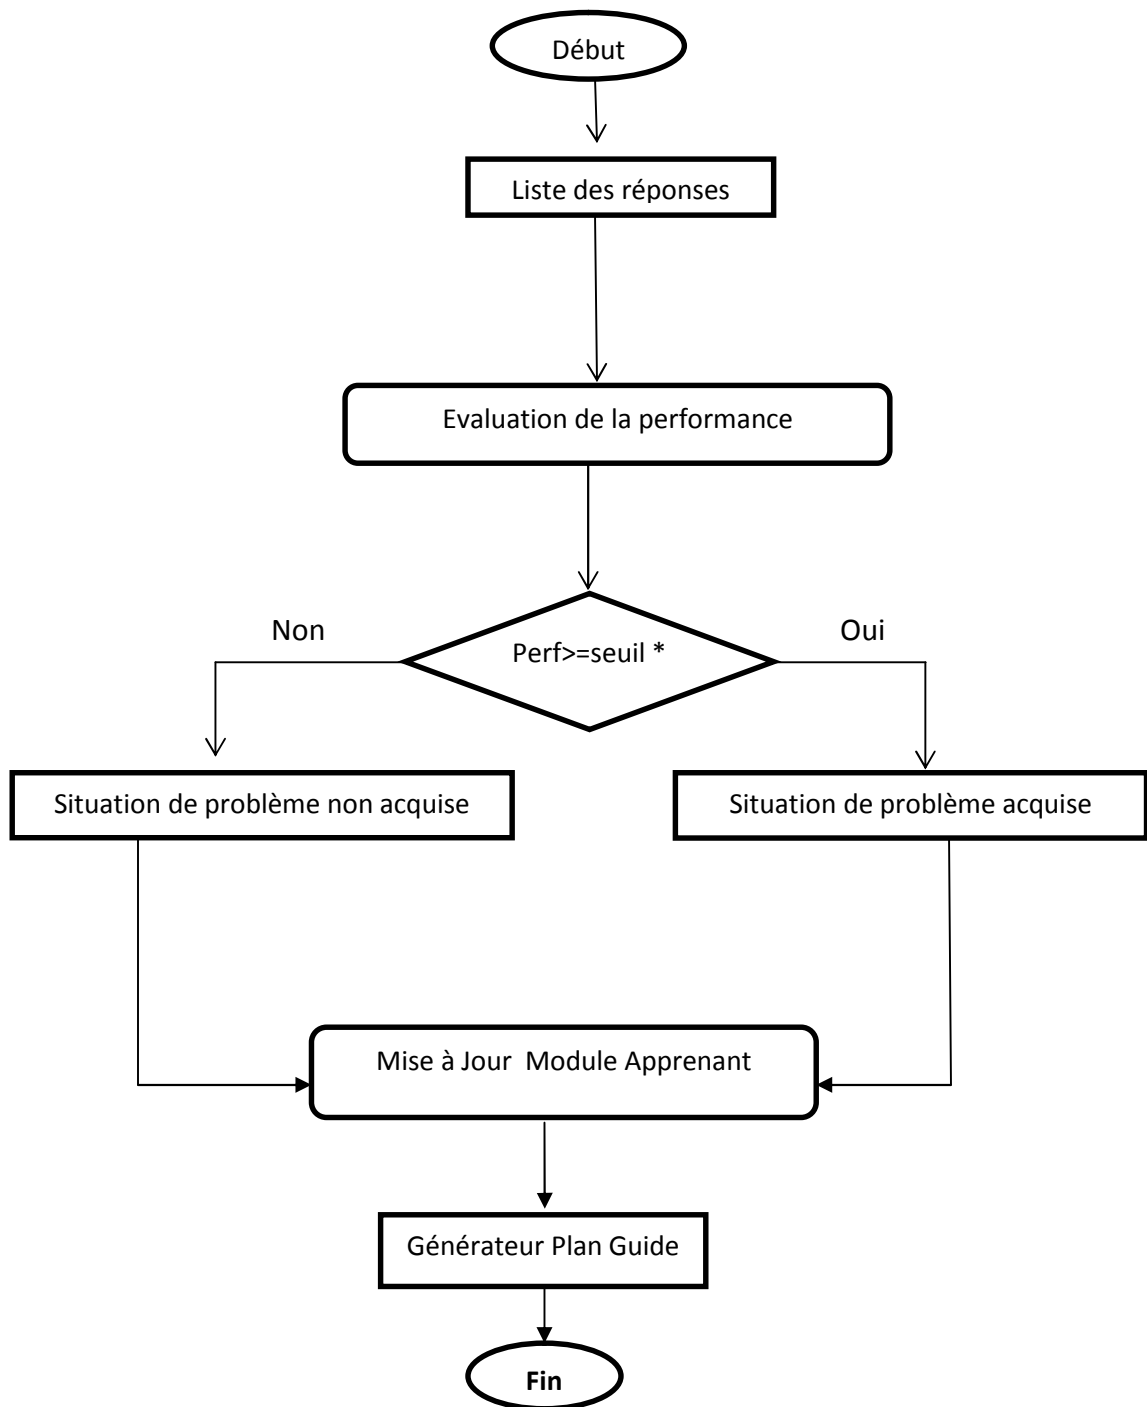 Début
Liste des réponses
Evaluation de la performance
Non
Oui
Perf>=seuil *
Situation de problème non acquise
Situation de problème acquise
Mise à Jour  Module Apprenant
Générateur Plan Guide
Fin